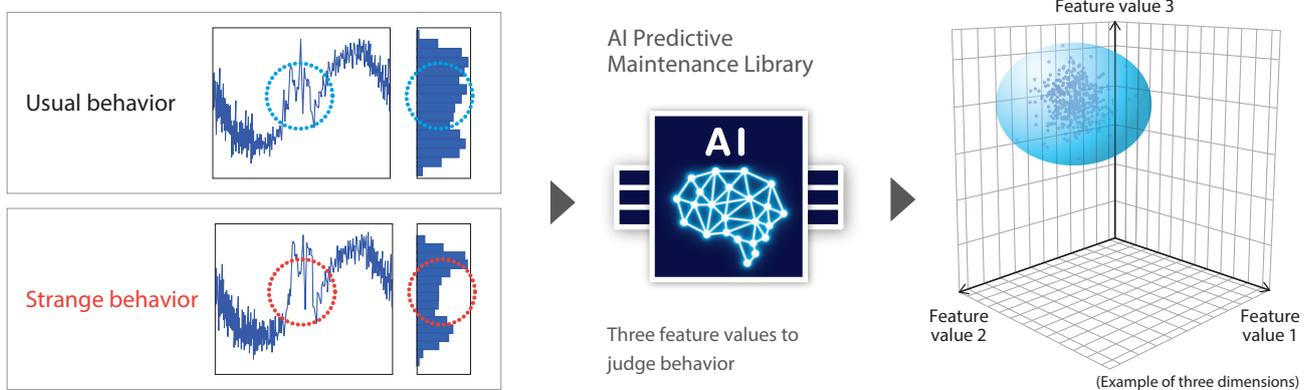 Usual behavior
Strange behavior
AI Predictive
Maintenance Library
AI
Three feature values to
judge behavior
Feature value 3
Feature
value 2
Feature
value 1
(Example of three dimensions)